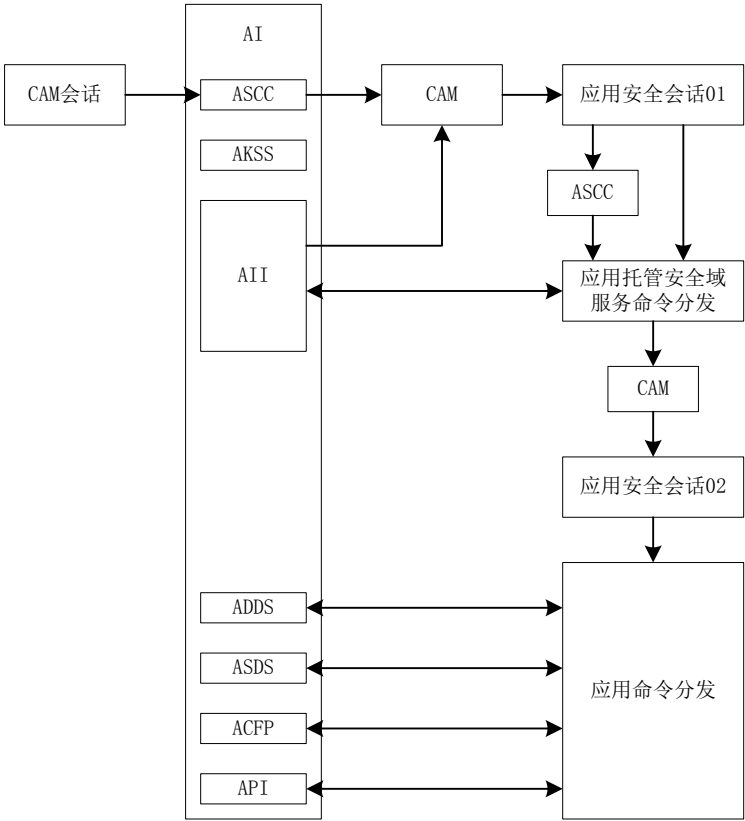 AI
CAM会话
ASCC
CAM
应用安全会话01
AKSS
ASCC
AII
应用托管安全域
服务命令分发
CAM
应用安全会话02
ADDS
ASDS
应用命令分发
ACFP
API